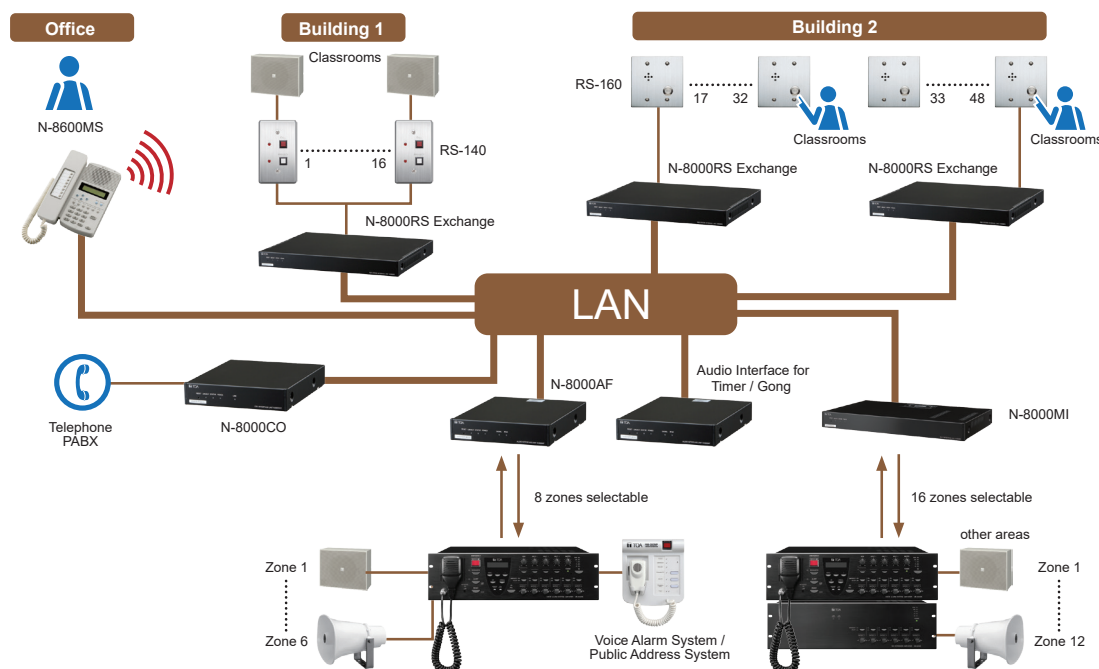 Office
Building 1
Building 2
Classrooms
RS-160
17
32
33
48
N-8600MS
1
16
RS-140
Classrooms
Classrooms
N-8000RS Exchange
N-8000RS Exchange
N-8000RS Exchange
LAN
Audio Interface for
Timer / Gong
N-8000AF
N-8000MI
Telephone
PABX
N-8000CO
8 zones selectable
16 zones selectable
other areas
Zone 1
TOA
Zone 1
Zone 6
Voice Alarm System /
Public Address System
Zone 12